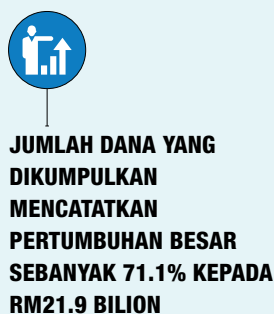 JUMLAH DANA YANG
DIKUMPULKAN
MENCATATKAN
PERTUMBUHAN BESAR
SEBANYAK 71.1% KEPADA
RM21.9 BILION